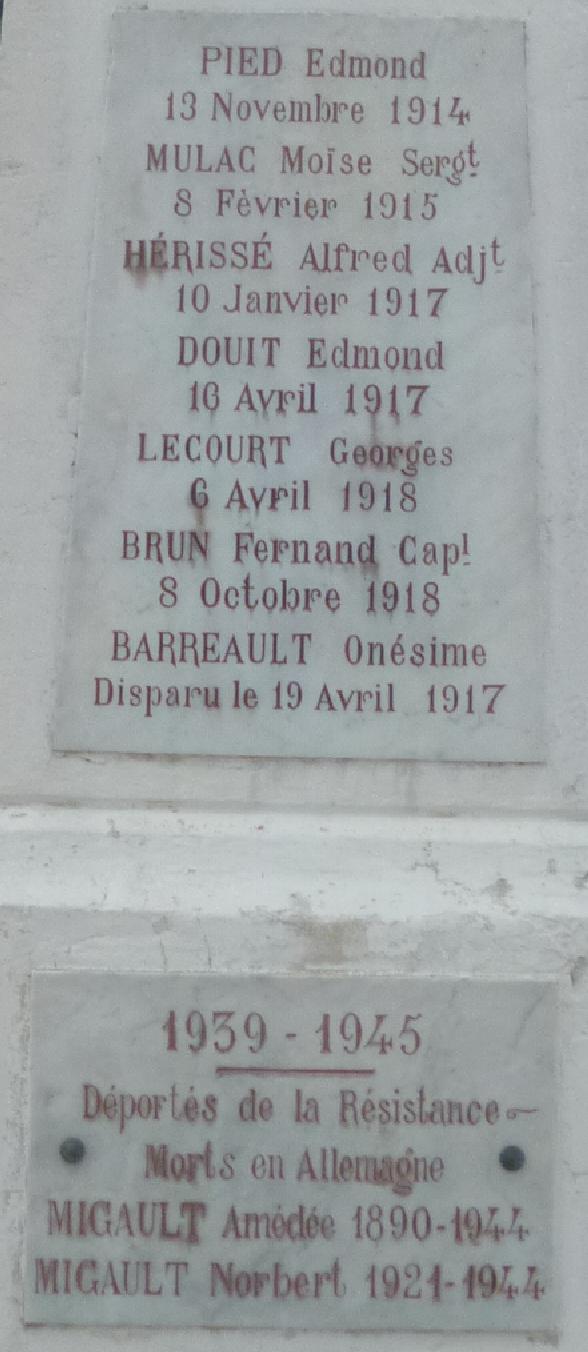 PIED Edmond
13 Novembre 1914
MULAC Moïse Sergt
8 Fèvrier 1915
HÉRISSÉ Alfred Adjt
10 Janvier 1917
DOUIT Edmond
16 Avril 1917
LECOURT Georges
6 Avril 1918
BRUN Fernand Capl
8 Octobre 1918
BARREAULT Onésime
Disparu le 19 Avril 1917
1939 - 1945
Déportés de la Résistance
Morts en Allemagne
MIGAULT Amédée 1890-1944
MIGAULT Norbert 1921-1944